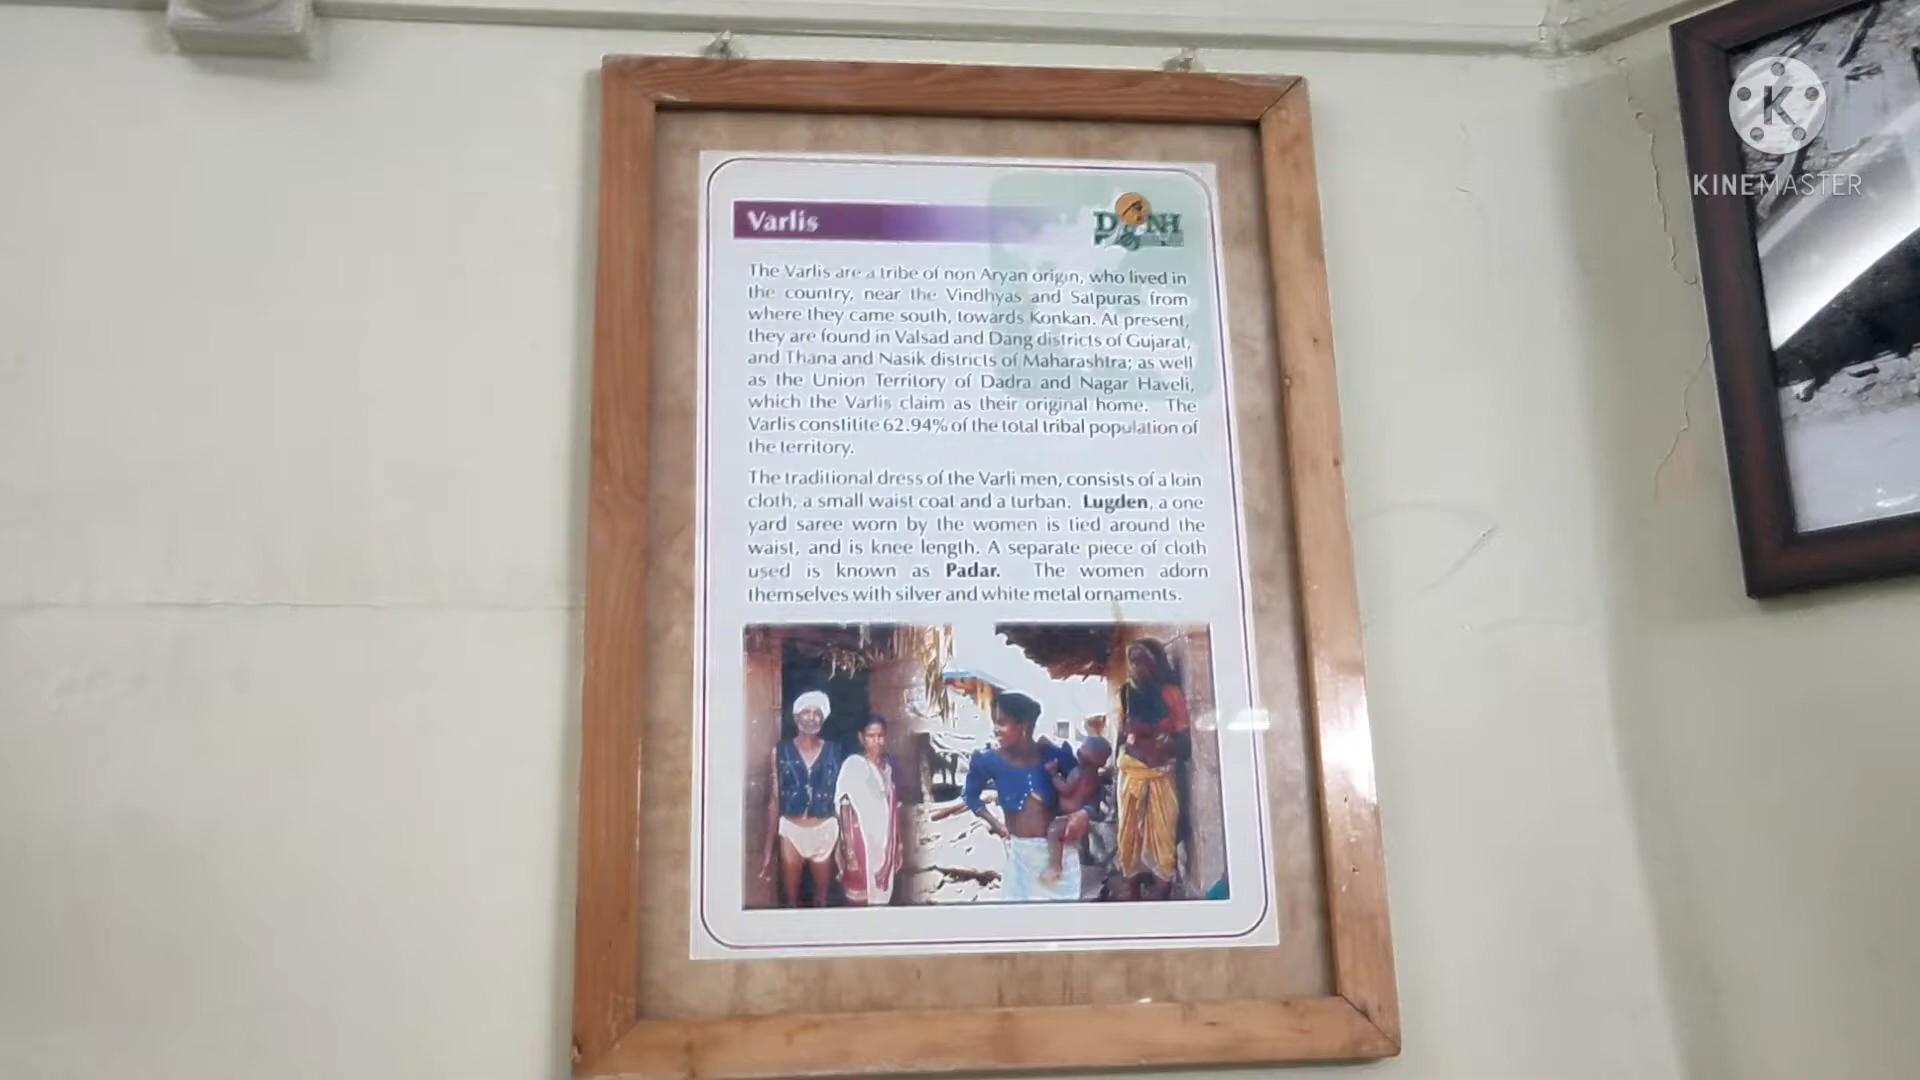 Varlis
D&NH
The Varlis are a tribe of non Aryan origin, who lived in
the country, near the Vindhyas and Satpuras from
where they came south, towards Konkan. At present,
they are found in Valsad and Dang districts of Gujarat,
and Thana and Nasik districts of Maharashtra; as well
as the Union Territory of Dadra and Nagar Haveli,
which the Varlis claim as their original home. The
Varlis constitite 62.94% of the total tribal population of
the territory.
The traditional dress of the Varli men, consists of a loin
cloth, a small waist coat and a turban. Lugden, a one
yard saree worn by the women is tied around the
waist, and is knee length. A separate piece of cloth
used is known as Padar. The women adorn
themselves with silver and white metal ornaments.
K
KINEMASTER